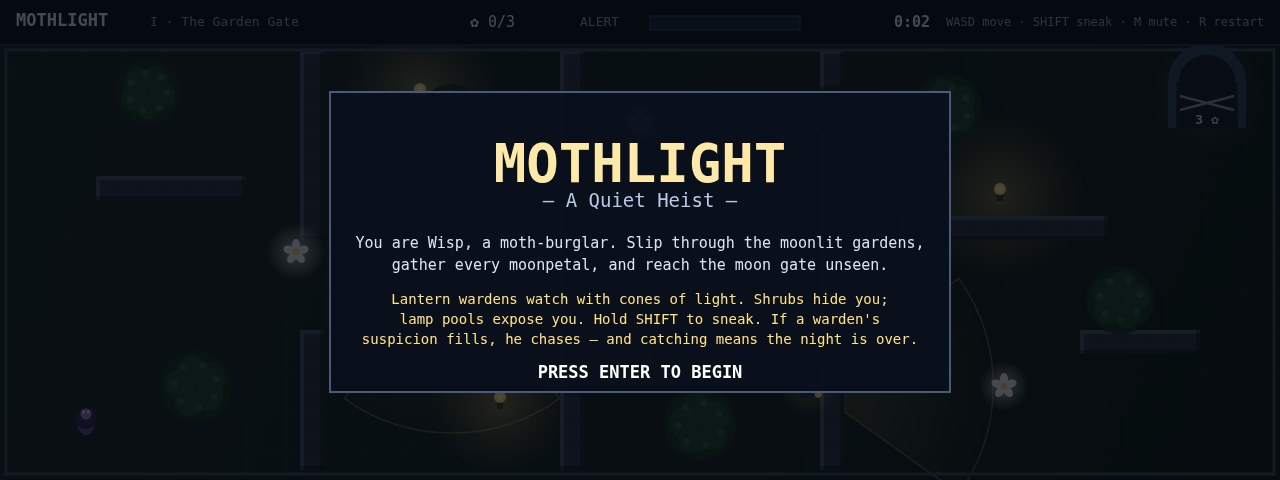 MOTHLIGHT I · The Garden Gate ✿ 0/3 ALERT 0:02 WASD move · SHIFT sneak · M mute · R restart
3 ✿
MOTHLIGHT
— A Quiet Heist —
You are Wisp, a moth-burglar. Slip through the moonlit gardens,
gather every moonpetal, and reach the moon gate unseen.
Lantern wardens watch with cones of light. Shrubs hide you;
lamp pools expose you. Hold SHIFT to sneak. If a warden's
suspicion fills, he chases — and catching means the night is over.
PRESS ENTER TO BEGIN